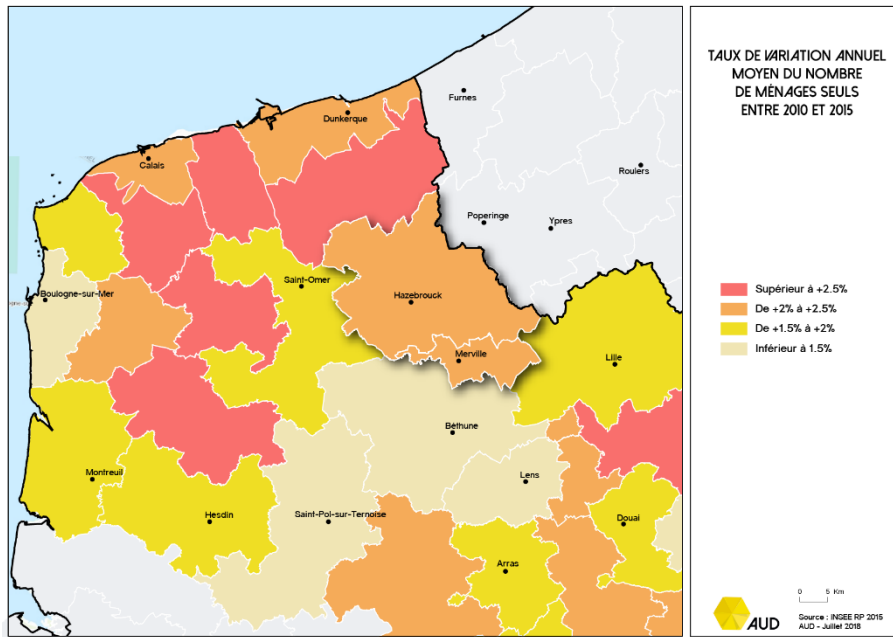 TAUX DE VARIATION ANNUEL
MOYEN DU NOMBRE
DE MÉNAGES SEULS
ENTRE 2010 ET 2015
Furnes
Dunkerque
Calais
Roulers
Poperinge
Ypres
Saint-Omer
Boulogne-sur-Mer
Hazebrouck
Merville
Lille
Béthune
Montreuil
Lens
Hesdin
Saint-Pol-sur-Ternoise
Douai
Arras
Supérieur à +2.5%
De +2% à +2.5%
De +1.5% à +2%
Inférieur à 1.5%
0 5 Km
AUD
Source : INSEE RP 2015
AUD - Juillet 2018